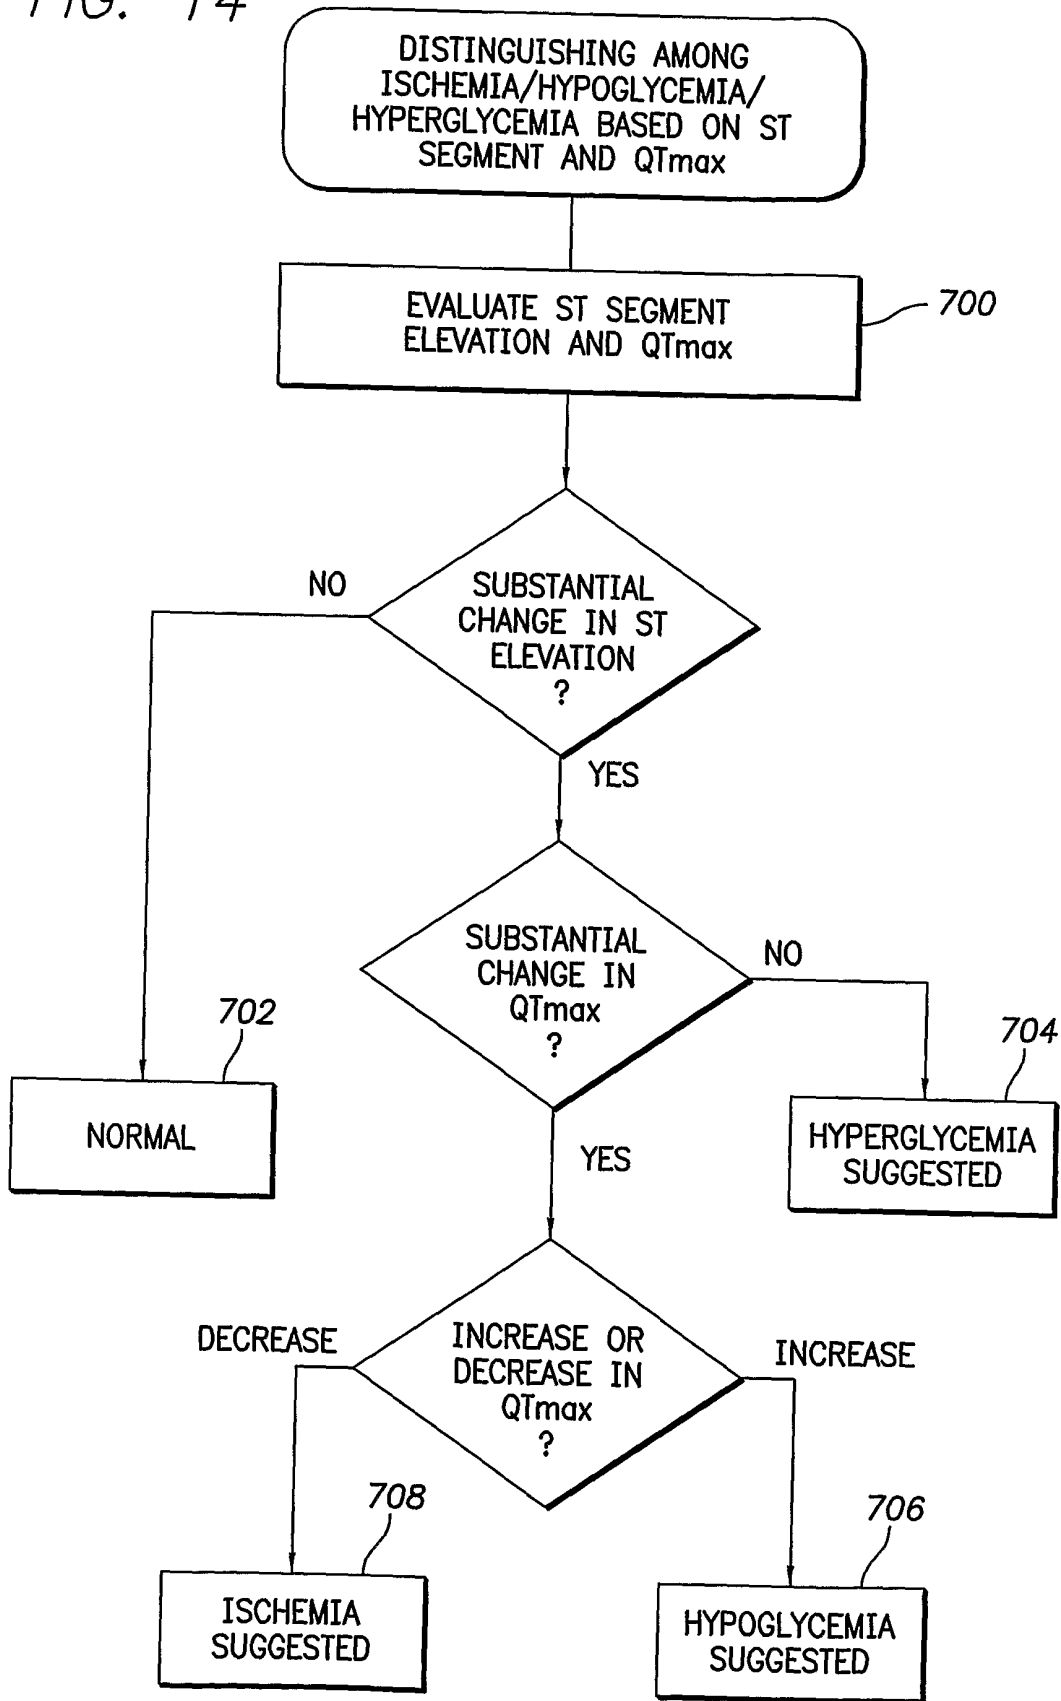 FIG. 14
DISTINGUISHING AMONG
ISCHEMIA/HYPOGLYCEMIA/
HYPERGLYCEMIA BASED ON ST
SEGMENT AND QTmax
EVALUATE ST SEGMENT
ELEVATION AND QTmax
700
NO
SUBSTANTIAL
CHANGE IN ST
ELEVATION
?
YES
SUBSTANTIAL
CHANGE IN
QTmax
?
NO
702
NORMAL
704
HYPERGLYCEMIA
SUGGESTED
YES
DECREASE
INCREASE OR
DECREASE IN
QTmax
?
INCREASE
708
ISCHEMIA
SUGGESTED
706
HYPOGLYCEMIA
SUGGESTED